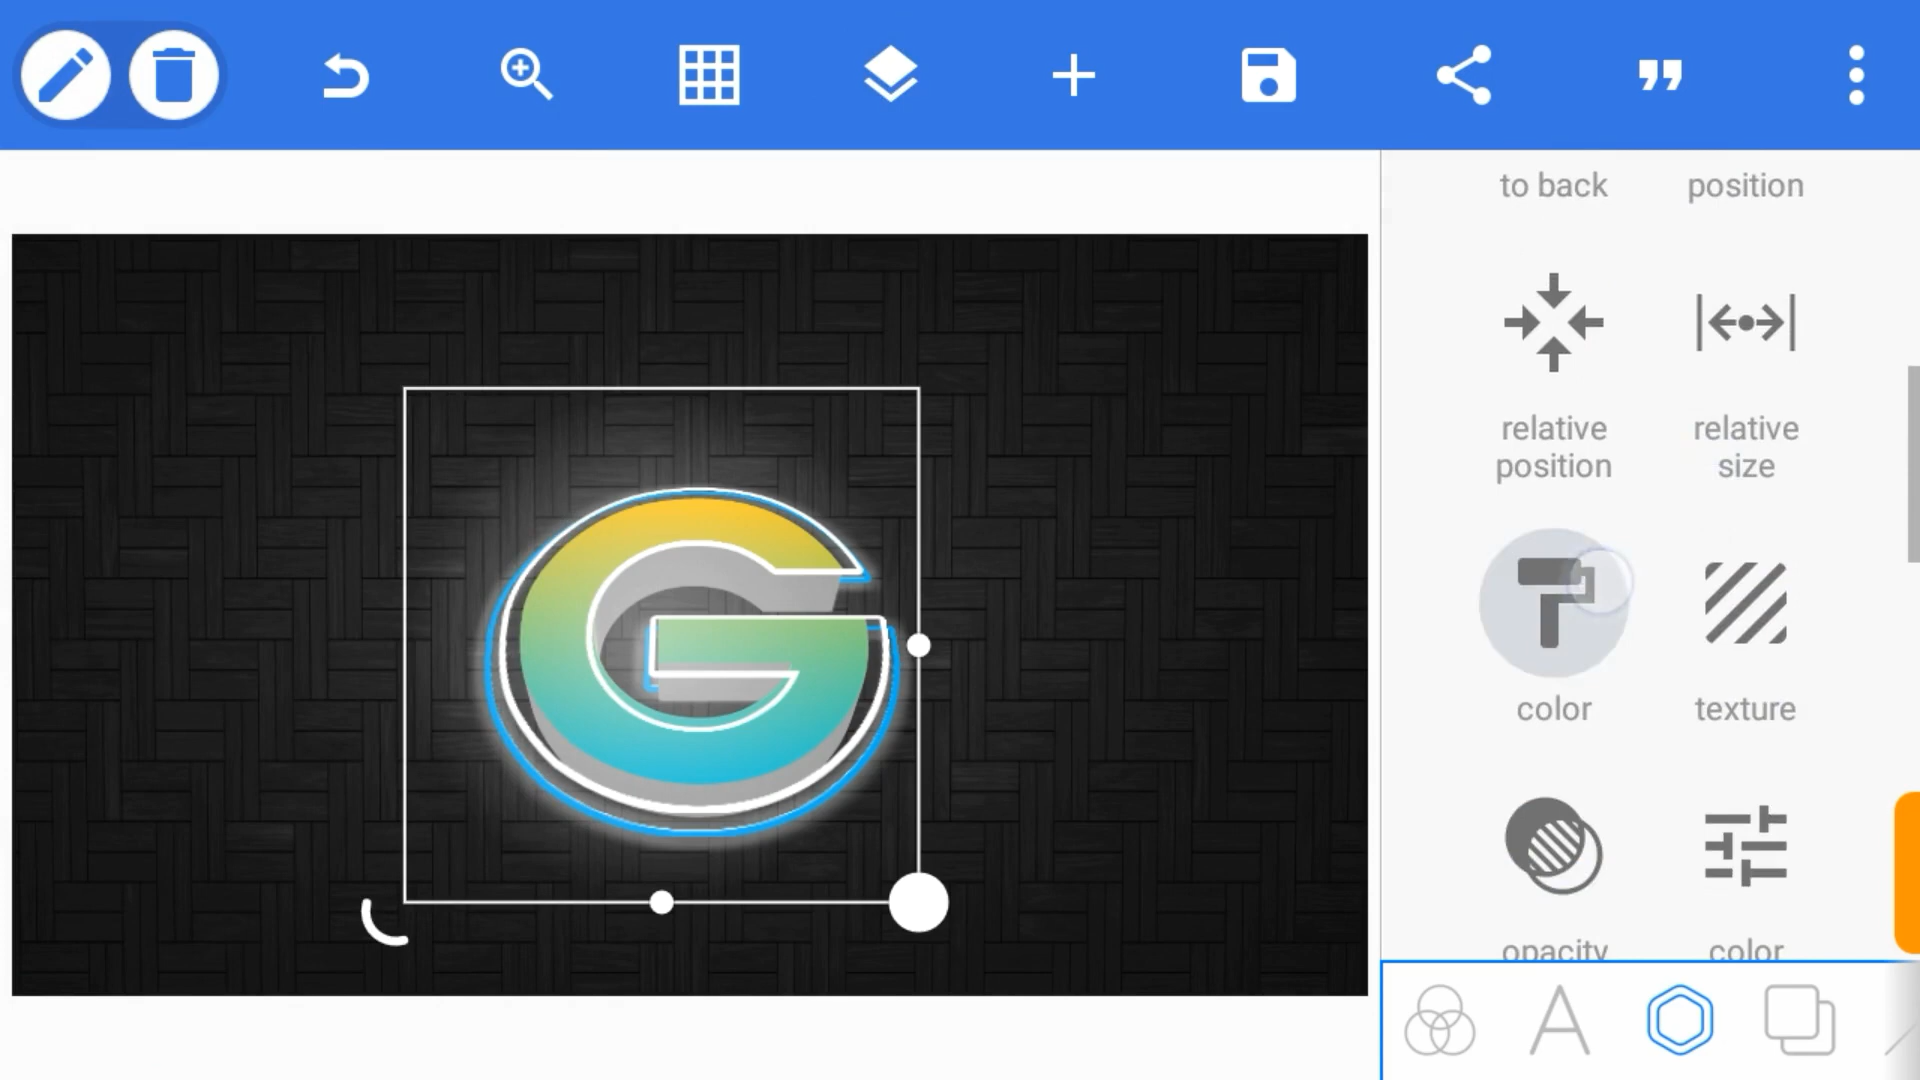 to back
position
relative
position
relative
size
color
texture
opacity
color
G